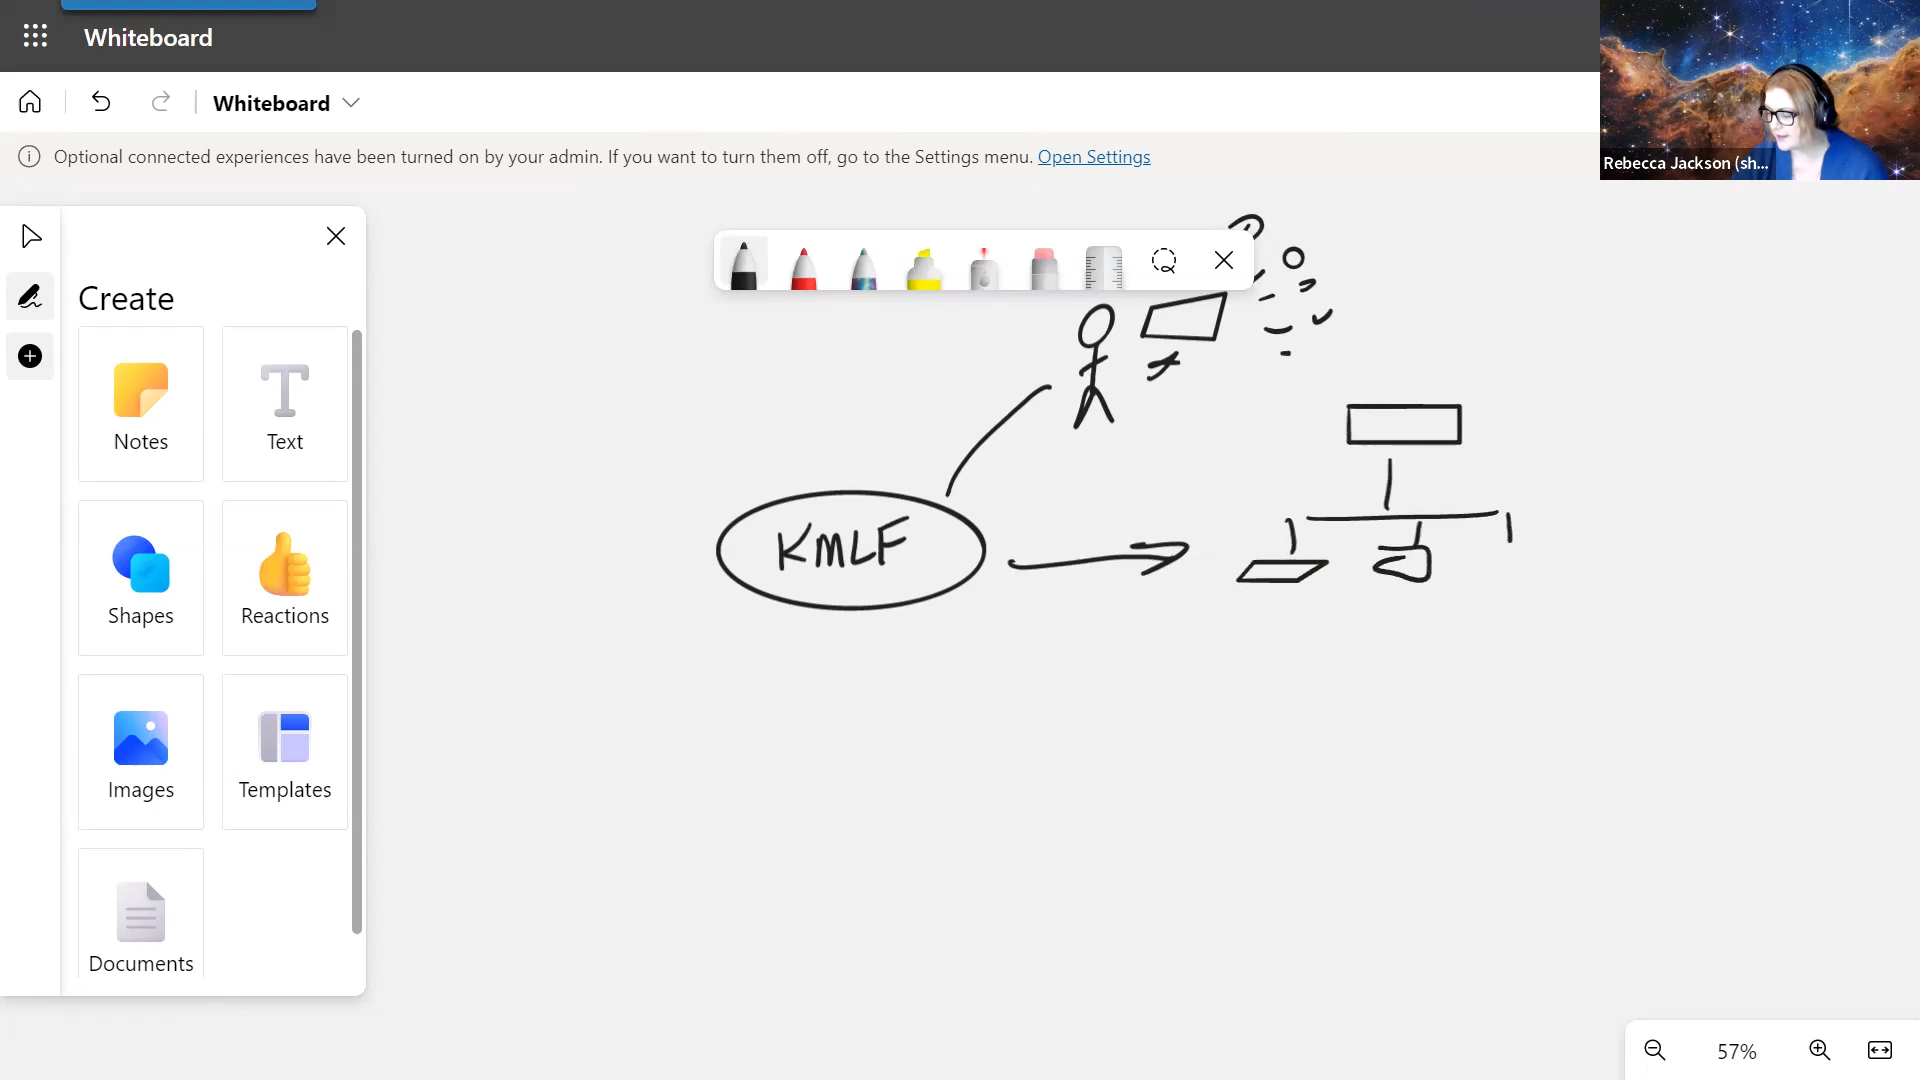 Whiteboard
Whiteboard
Optional connected experiences have been turned on by your admin. If you want to turn them off, go to the Settings menu. Open Settings
Rebecca Jackson (sh...
Create
Notes
Text
Shapes
Reactions
Images
Templates
Documents
KMLF
57%